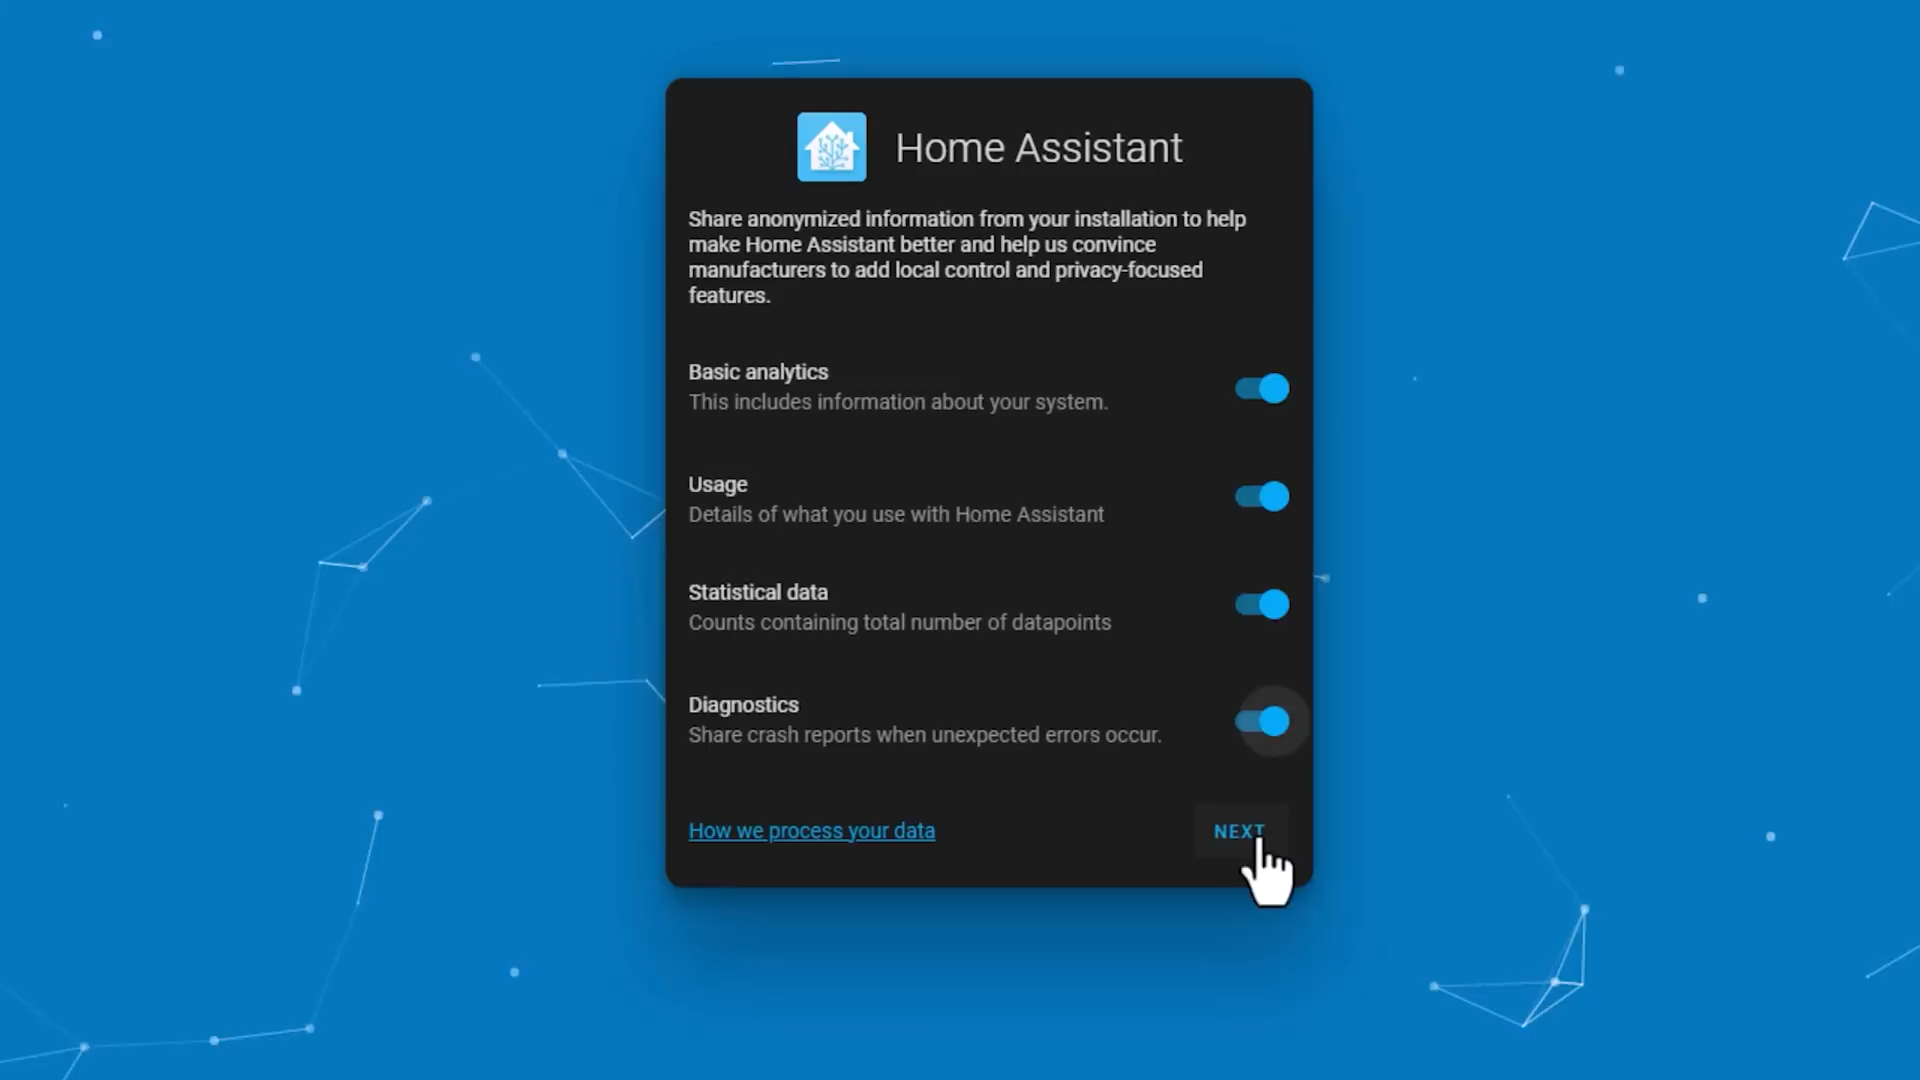 Home Assistant
Share anonymized information from your installation to help
make Home Assistant better and help us convince
manufacturers to add local control and privacy-focused
features.
Basic analytics
This includes information about your system.
Usage
Details of what you use with Home Assistant
Statistical data
Counts containing total number of datapoints
Diagnostics
Share crash reports when unexpected errors occur.
How we process your data
NEXT